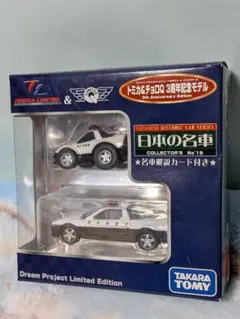 TOMICA LIMITED
&
Q
トミカ&チョロQ 3周年記念モデル
3th Anniversary Edition
JAPANESE HISTORIC CAR SERIES
日本の名車
COLLECTOR'S No'16
★名車解説カード付き★
Dream Project Limited Edition
TAKARA
TOMY